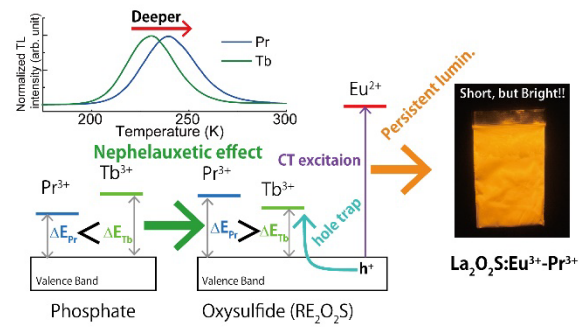 Deeper
Normalized TL
intensity (arb. unit)
Pr
Tb
200
250
300
Temperature (K)
Nephelauxetic effect
Pr³⁺
Tb³⁺
ΔE_Pr < ΔE_Tb
Valence Band
Phosphate
Pr³⁺
Tb³⁺
ΔE_Pr > ΔE_Tb
Valence Band
Oxysulfide (RE₂O₂S)
Eu²⁺
CT excitaion
hole trap
h⁺
Persistent lumin.
Short, but Bright!!
La₂O₂S:Eu³⁺-Pr³⁺